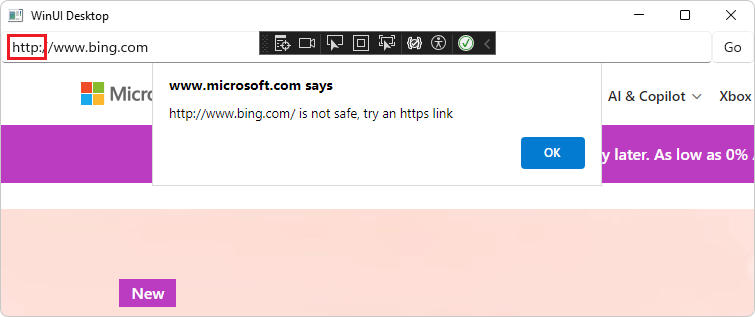 WinUI Desktop
http://www.bing.com
Go
Micro
www.microsoft.com says
http://www.bing.com/ is not safe, try an https link
OK
AI & Copilot
Xbox
y later. As low as 0%
New